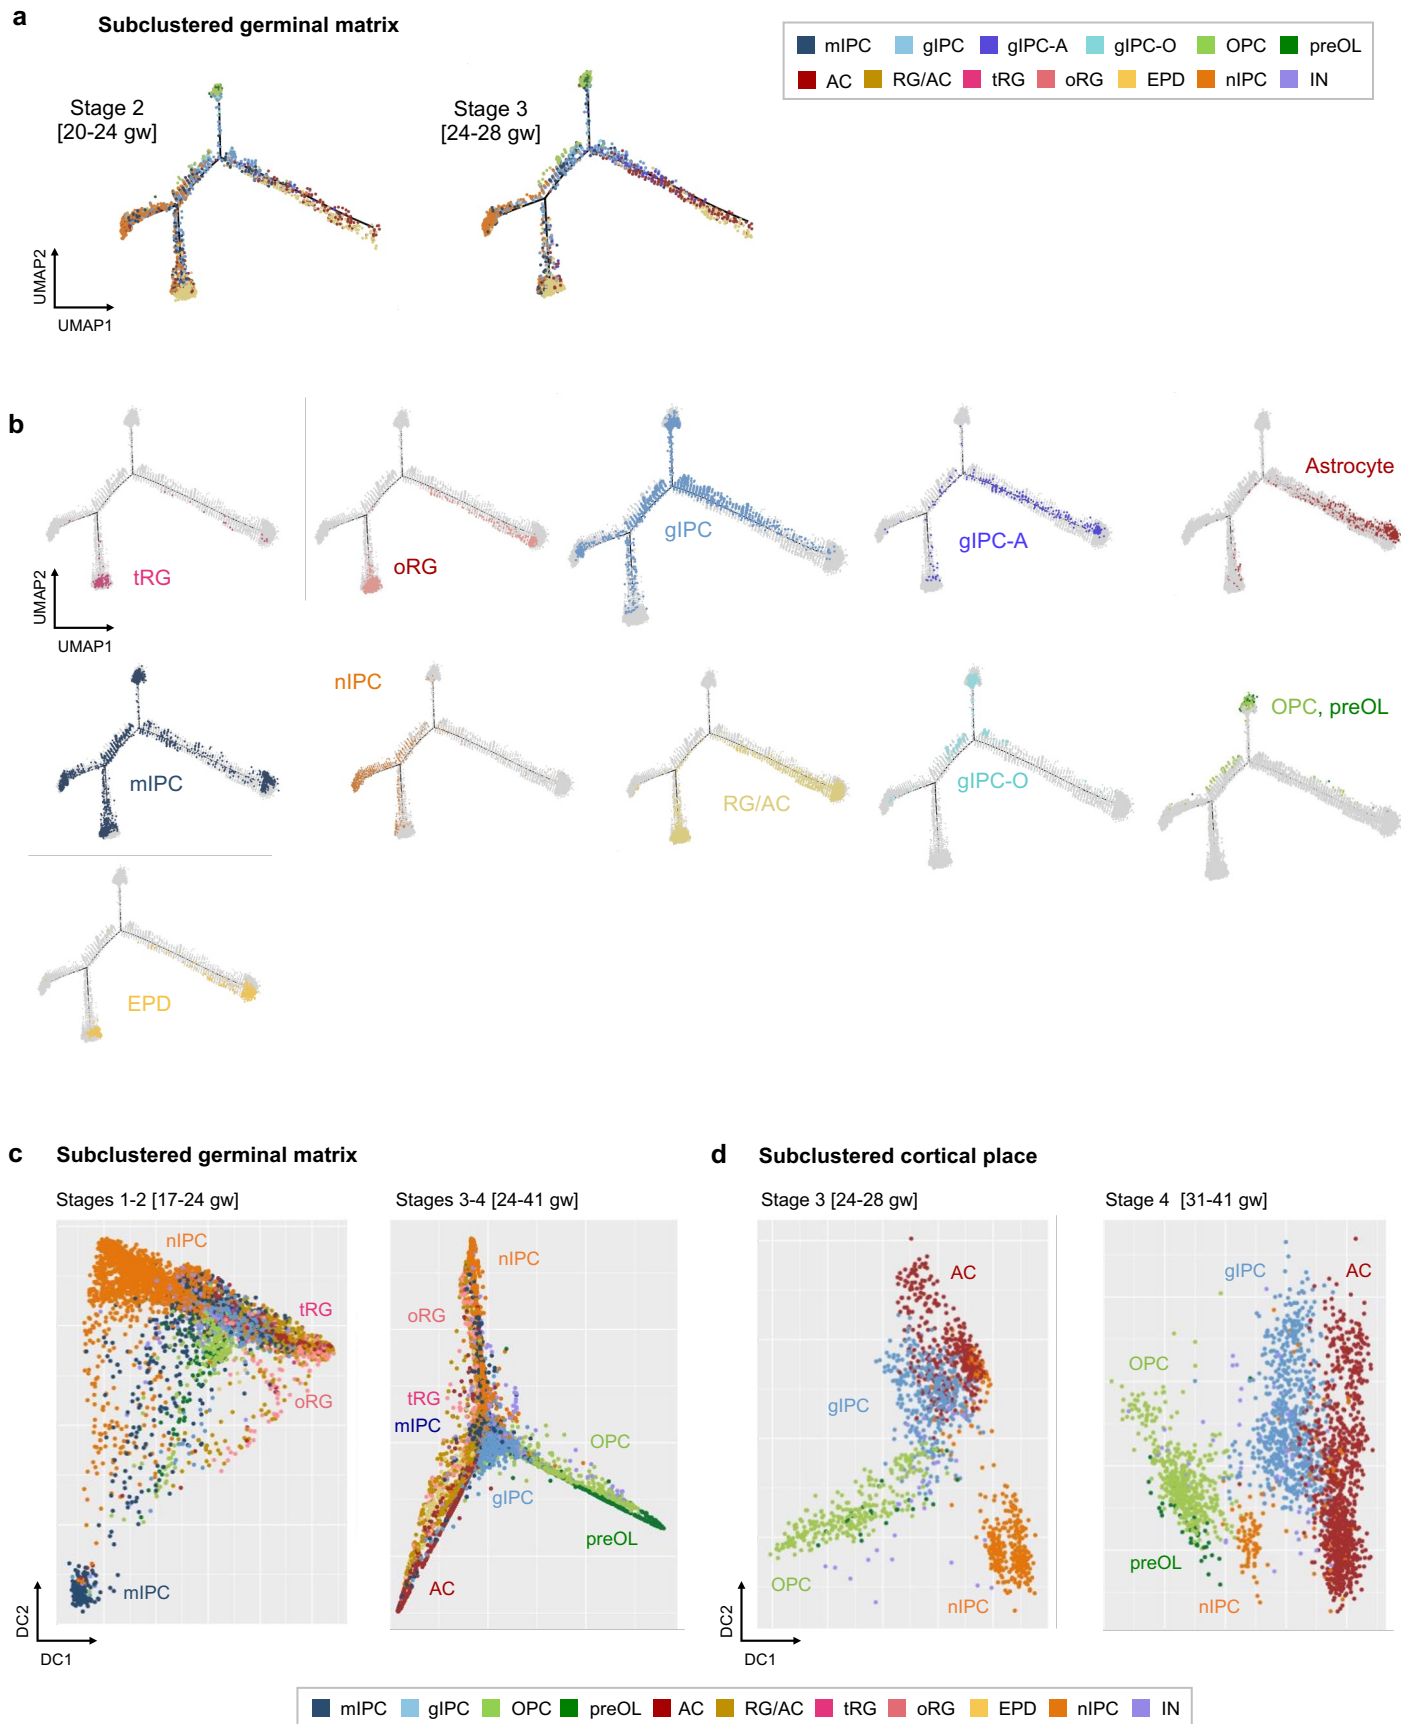 a
Subclustered germinal matrix
mIPC gIPC gIPC-A gIPC-O OPC preOL
AC RG/AC tRG oRG EPD nIPC IN
Stage 2
[20-24 gw]
Stage 3
[24-28 gw]
UMAP2
UMAP1
b
tRG
oRG
gIPC
gIPC-A
Astrocyte
UMAP2
UMAP1
mIPC
nIPC
RG/AC
gIPC-O
OPC, preOL
EPD
c Subclustered germinal matrix
Stages 1-2 [17-24 gw]
nIPC
tRG
oRG
mIPC
DC2
DC1
Stages 3-4 [24-41 gw]
nIPC
oRG
tRG
mIPC
OPC
gIPC
preOL
AC
d Subclustered cortical place
Stage 3 [24-28 gw]
AC
gIPC
OPC
nIPC
DC2
DC1
Stage 4 [31-41 gw]
gIPC
AC
OPC
preOL
nIPC
mIPC gIPC OPC preOL AC RG/AC tRG oRG EPD nIPC IN